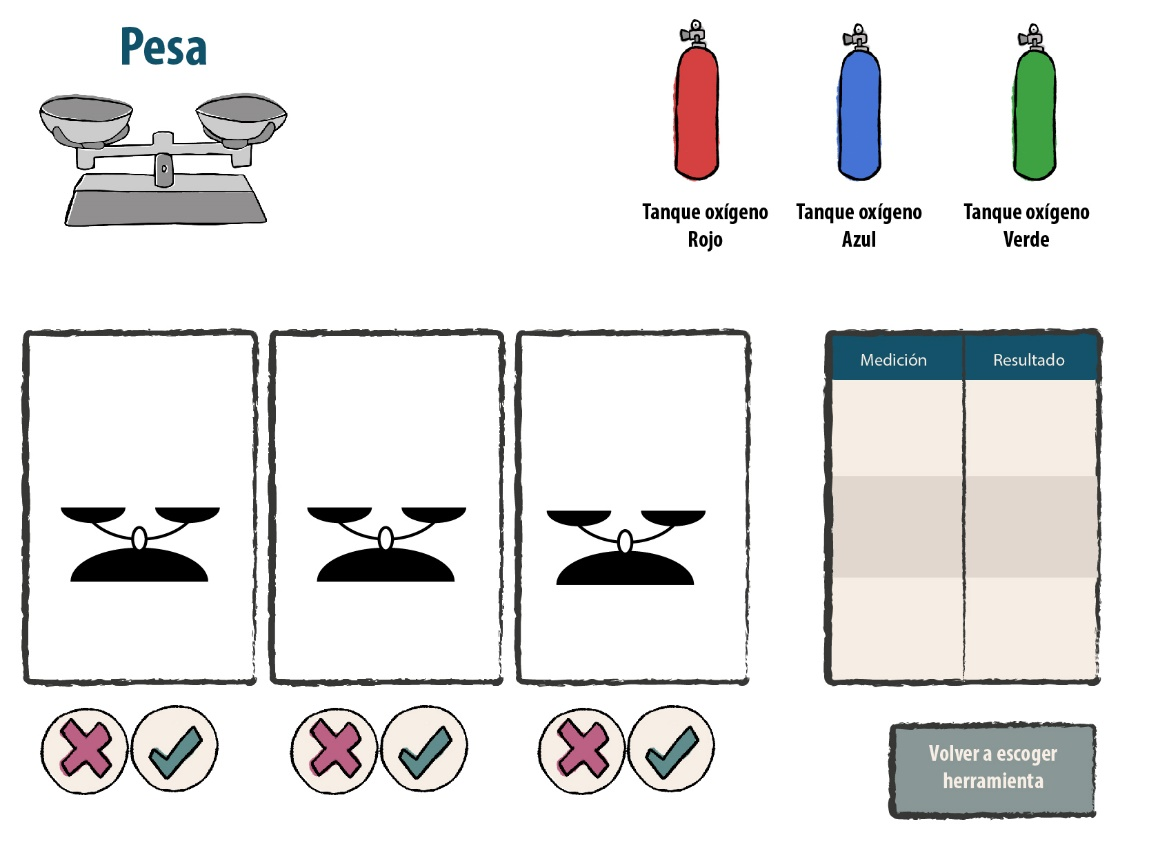 Pesa
Tanque oxígeno
Rojo
Tanque oxígeno
Azul
Tanque oxígeno
Verde
Medición
Resultado
Volver a escoger
herramienta